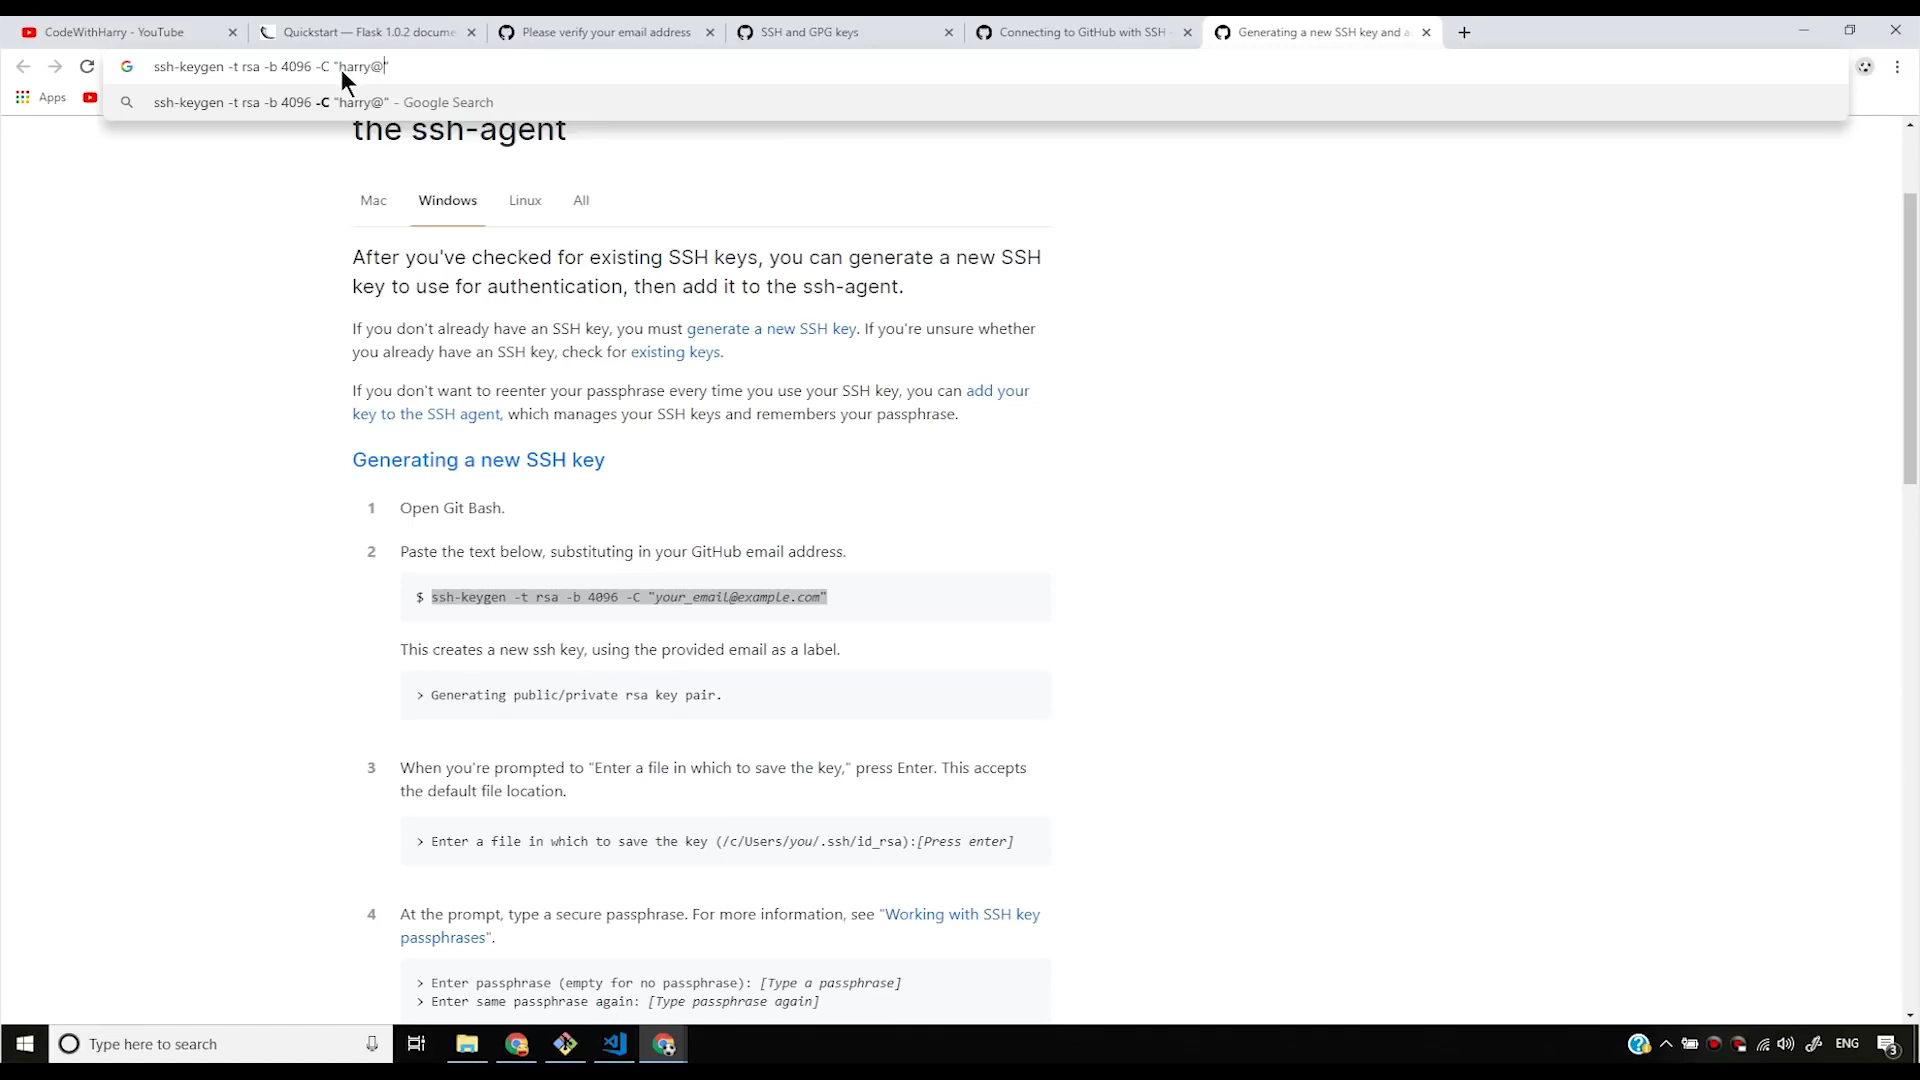 CodeWithHarry - YouTube
Quickstart — Flask 1.0.2 docume
Please verify your email address
SSH and GPG keys
Connecting to GitHub with SSH -
Generating a new SSH key and a
ssh-keygen -t rsa -b 4096 -C "harry@"
Apps
ssh-keygen -t rsa -b 4096 -C "harry@" - Google Search
the ssh-agent
Mac Windows Linux All
After you've checked for existing SSH keys, you can generate a new SSH
key to use for authentication, then add it to the ssh-agent.
If you don't already have an SSH key, you must generate a new SSH key. If you're unsure whether
you already have an SSH key, check for existing keys.
If you don't want to reenter your passphrase every time you use your SSH key, you can add your
key to the SSH agent, which manages your SSH keys and remembers your passphrase.
Generating a new SSH key
1 Open Git Bash.
2 Paste the text below, substituting in your GitHub email address.
$ ssh-keygen -t rsa -b 4096 -C "your_email@example.com"
This creates a new ssh key, using the provided email as a label.
> Generating public/private rsa key pair.
3 When you're prompted to "Enter a file in which to save the key," press Enter. This accepts
the default file location.
> Enter a file in which to save the key (/c/Users/you/.ssh/id_rsa):[Press enter]
4 At the prompt, type a secure passphrase. For more information, see "Working with SSH key
passphrases".
> Enter passphrase (empty for no passphrase): [Type a passphrase]
> Enter same passphrase again: [Type passphrase again]
Type here to search
ENG
3